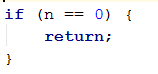 if (n == 0) {
    return;
}